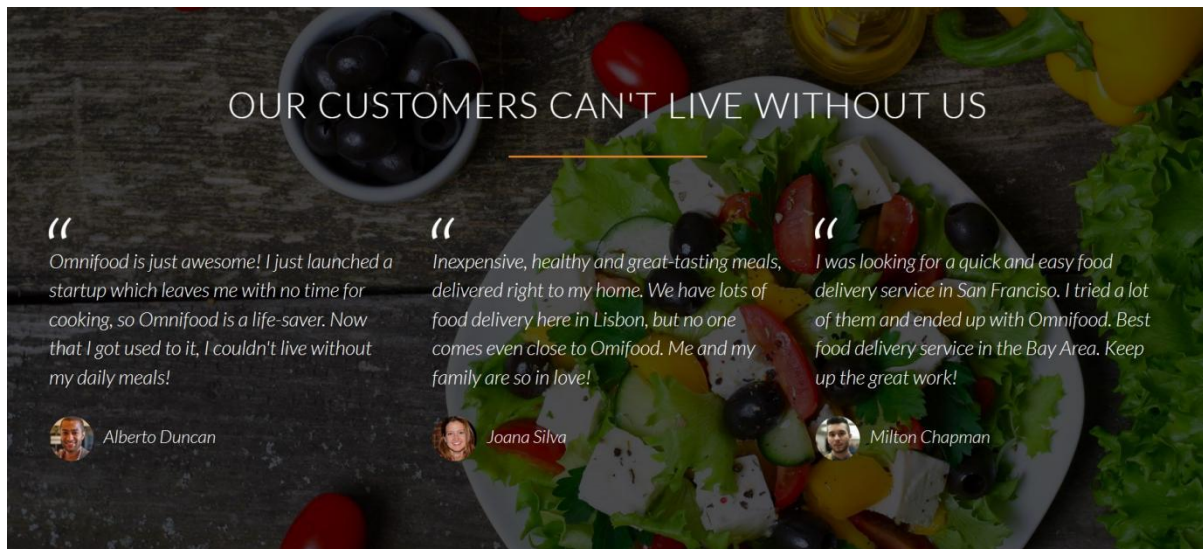 OUR CUSTOMERS CAN'T LIVE WITHOUT US
“
Omnifood is just awesome! I just launched a
startup which leaves me with no time for
cooking, so Omnifood is a life-saver. Now
that I got used to it, I couldn't live without
my daily meals!
Alberto Duncan
“
Inexpensive, healthy and great-tasting meals,
delivered right to my home. We have lots of
food delivery here in Lisbon, but no one
comes even close to Omifood. Me and my
family are so in love!
Joana Silva
“
I was looking for a quick and easy food
delivery service in San Franciso. I tried a lot
of them and ended up with Omnifood. Best
food delivery service in the Bay Area. Keep
up the great work!
Milton Chapman